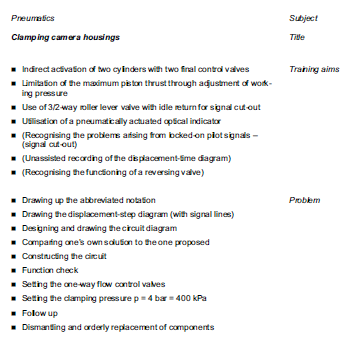 Pneumatics Subject
Clamping camera housings Title
■ Indirect activation of two cylinders with two final control valves Training aims
■ Limitation of the maximum piston thrust through adjustment of work-
ing pressure
■ Use of 3/2-way roller lever valve with idle return for signal cut-out
■ Utilisation of a pneumatically actuated optical indicator
■ (Recognising the problems arising from locked-on pilot signals –
(signal cut-out)
■ (Unassisted recording of the displacement-time diagram)
■ (Recognising the functioning of a reversing valve)
■ Drawing up the abbreviated notation Problem
■ Drawing the displacement-step diagram (with signal lines)
■ Designing and drawing the circuit diagram
■ Comparing one's own solution to the one proposed
■ Constructing the circuit
■ Function check
■ Setting the one-way flow control valves
■ Setting the clamping pressure p = 4 bar = 400 kPa
■ Follow up
■ Dismantling and orderly replacement of components